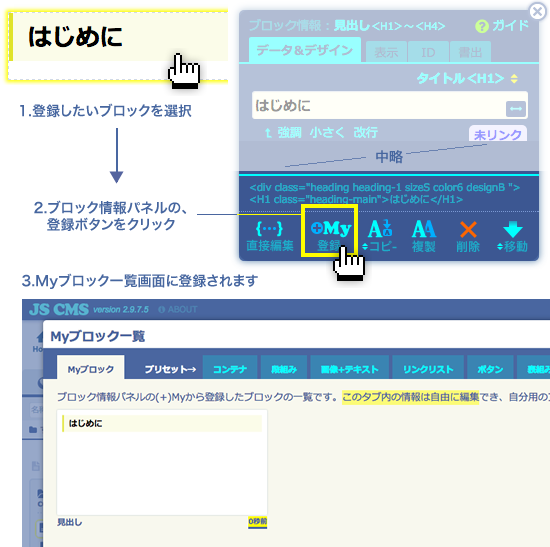 はじめに
ブロック情報：見出し<H1>〜<H4>
ガイド
データ＆デザイン 表示 ID 書出
タイトル<H1>
はじめに
t 強調 小さく 改行 未リンク
1.登録したいブロックを選択
中略
<div class="heading heading-1 sizeS color6 designB ">
<H1 class="heading-main">はじめに</H1>
2.ブロック情報パネルの、
登録ボタンをクリック
{…} +My A あ AA
直接編集 登録 コピー 複製 削除 移動
3.Myブロック一覧画面に登録されます
JS CMS version 2.9.7.5 ABOUT
Myブロック一覧
Myブロック プリセット→ コンテナ 段組み 画像+テキスト リンクリスト ボタン 表組み
ブロック情報パネルの(+)Myから登録したブロックの一覧です。このタブ内の情報は自由に編集でき、自分用の
はじめに
見出し 0秒前